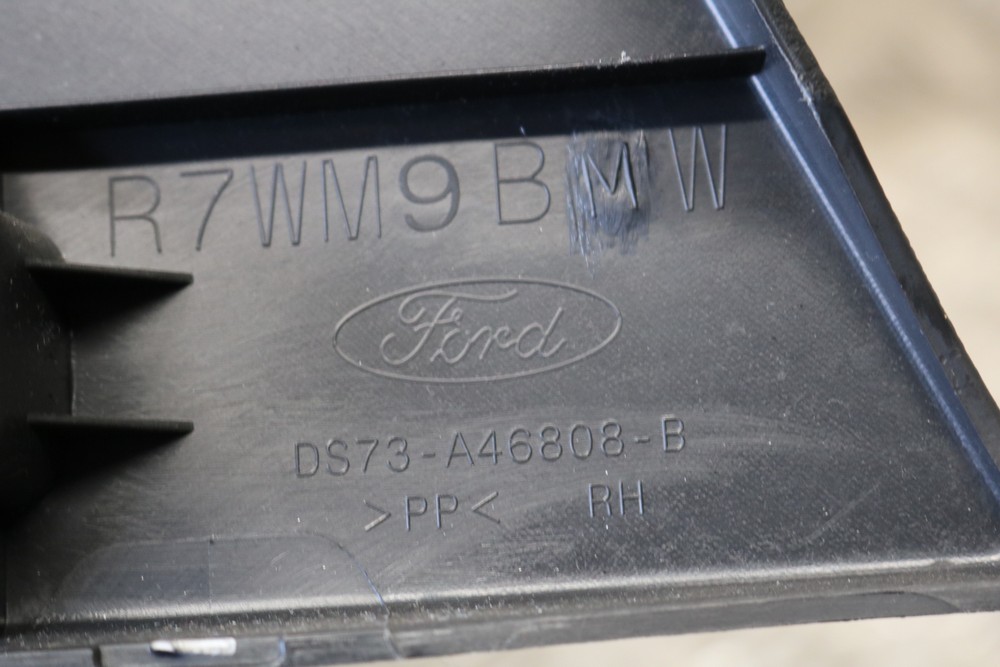 R7WM9BMW
Ford
DS73-A46808-B
>PP< RH